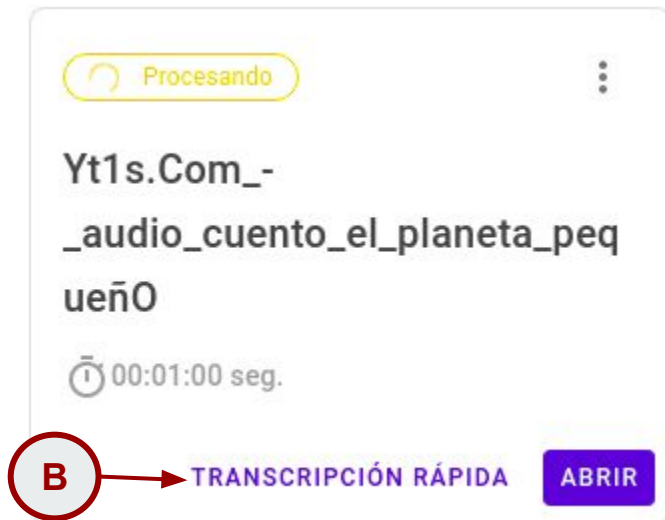 Procesando
Yt1s.Com_-
_audio_cuento_el_planeta_peq
ueñO
00:01:00 seg.
B
TRANSCRIPCIÓN RÁPIDA
ABRIR